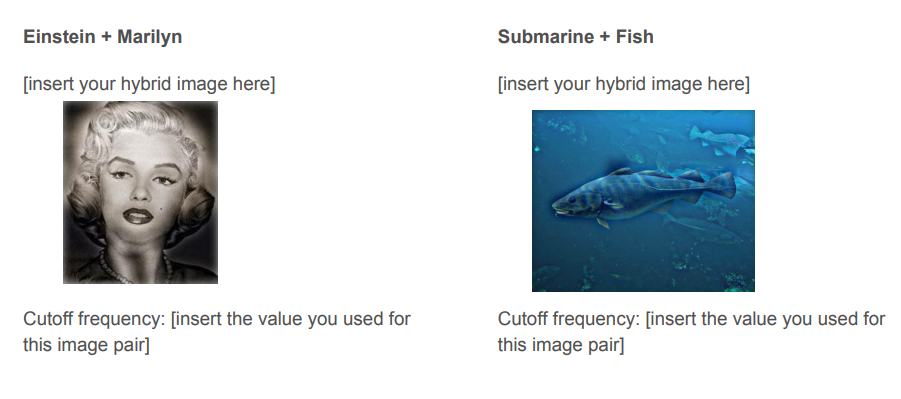 Einstein + Marilyn
[insert your hybrid image here]
Cutoff frequency: [insert the value you used for
this image pair]
Submarine + Fish
[insert your hybrid image here]
Cutoff frequency: [insert the value you used for
this image pair]